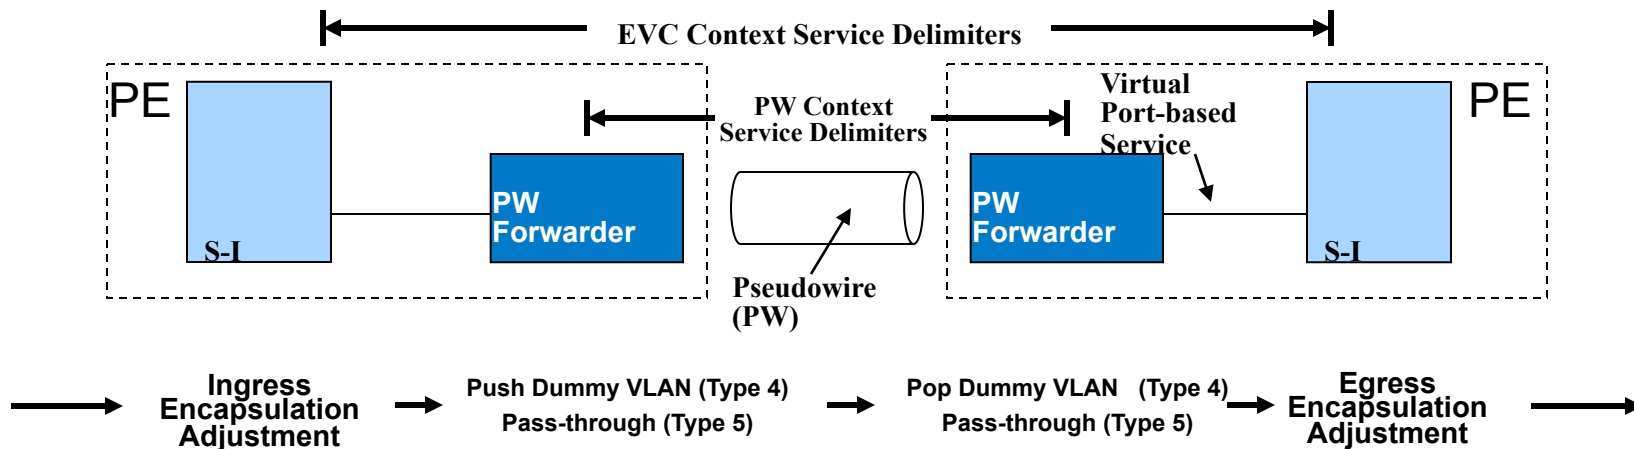 EVC Context Service Delimiters
PE
PE
PW Context
Service Delimiters
Virtual
Port-based
Service
PW
Forwarder
PW
Forwarder
S-I
S-I
Pseudowire
(PW)
Ingress
Encapsulation
Adjustment
Push Dummy VLAN (Type 4)
Pass-through (Type 5)
Pop Dummy VLAN (Type 4)
Pass-through (Type 5)
Egress
Encapsulation
Adjustment